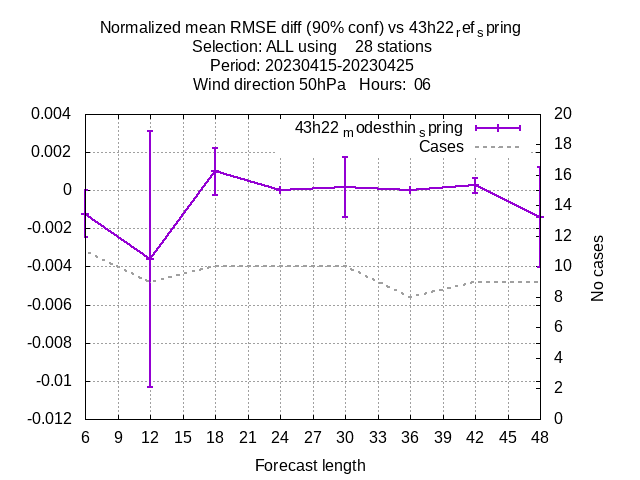 Normalized mean RMSE diff (90% conf) vs 43h22refspring
Selection: ALL using 28 stations
Period: 20230415-20230425
Wind direction 50hPa Hours: 06
43h22modesthinspring
Cases
0.004
0.002
0
-0.002
-0.004
-0.006
-0.008
-0.01
-0.012
20
18
16
14
12
10
8
6
4
2
0
No cases
6 9 12 15 18 21 24 27 30 33 36 39 42 45 48
Forecast length